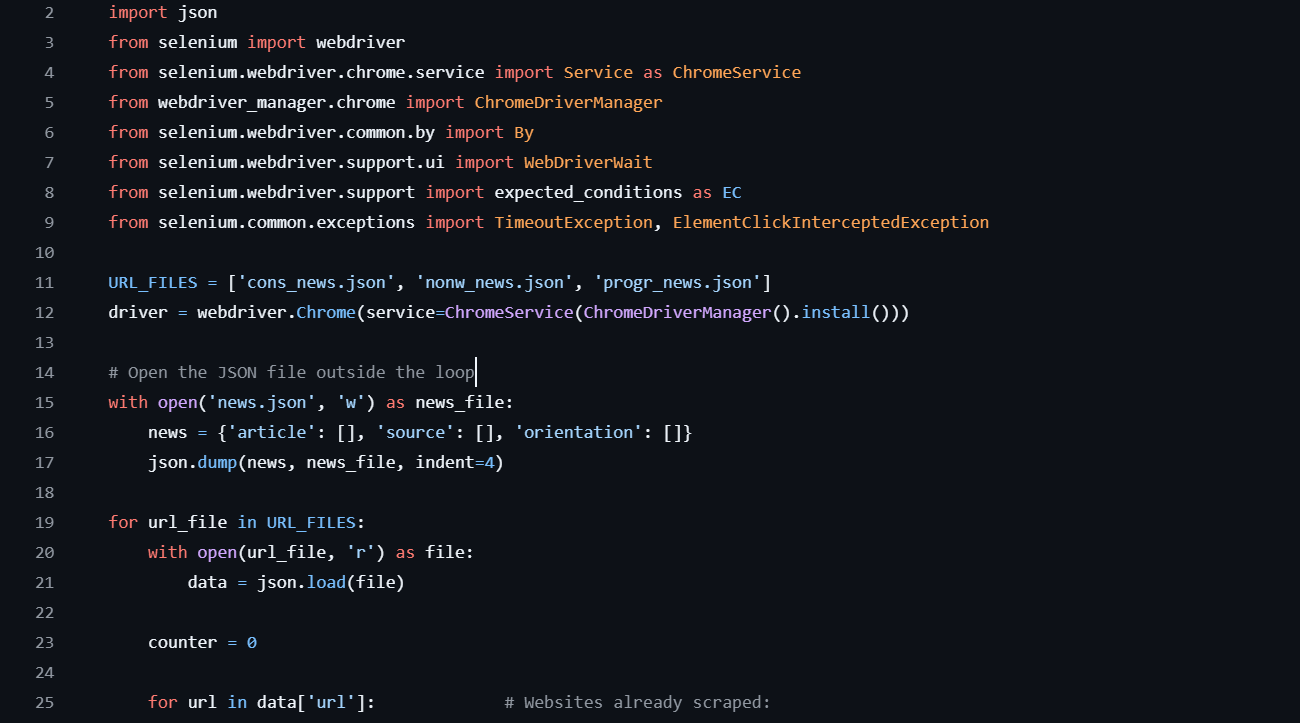 2 import json
3 from selenium import webdriver
4 from selenium.webdriver.chrome.service import Service as ChromeService
5 from webdriver_manager.chrome import ChromeDriverManager
6 from selenium.webdriver.common.by import By
7 from selenium.webdriver.support.ui import WebDriverWait
8 from selenium.webdriver.support import expected_conditions as EC
9 from selenium.common.exceptions import TimeoutException, ElementClickInterceptedException
10
11 URL_FILES = ['cons_news.json', 'nonw_news.json', 'progr_news.json']
12 driver = webdriver.Chrome(service=ChromeService(ChromeDriverManager().install()))
13
14 # Open the JSON file outside the loop
15 with open('news.json', 'w') as news_file:
16     news = {'article': [], 'source': [], 'orientation': []}
17     json.dump(news, news_file, indent=4)
18
19 for url_file in URL_FILES:
20     with open(url_file, 'r') as file:
21         data = json.load(file)
22
23     counter = 0
24
25     for url in data['url']:             # Websites already scraped: